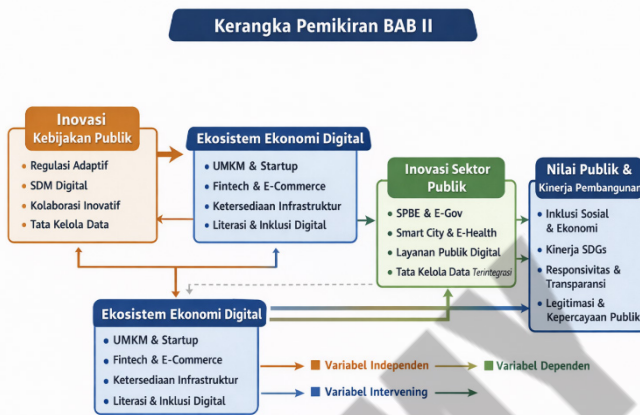 Kerangka Pemikiran BAB II
Inovasi
Kebijakan Publik
• Regulasi Adaptif
• SDM Digital
• Kolaborasi Inovatif
• Tata Kelola Data
Ekosistem Ekonomi Digital
• UMKM & Startup
• Fintech & E-Commerce
• Ketersediaan Infrastruktur
• Literasi & Inklusi Digital
Inovasi Sektor
Publik
• SPBE & E-Gov
• Smart City & E-Health
• Layanan Publik Digital
• Tata Kelola Data Terintegrasi
Nilai Publik &
Kinerja Pembangunan
• Inklusi Sosial
& Ekonomi
• Kinerja SDGs
• Responsivitas &
Transparansi
• Legitimasi &
Kepercayaan Publik
Ekosistem Ekonomi Digital
• UMKM & Startup
• Fintech & E-Commerce
• Ketersediaan Infrastruktur
• Literasi & Inklusi Digital
Variabel Independen
Variabel Dependen
Variabel Intervening